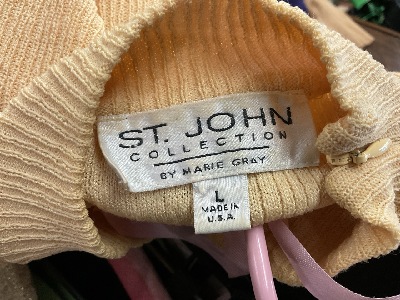 ST. JOHN
COLLECTION
BY MARIE GRAY
L
MADE IN
U.S.A.